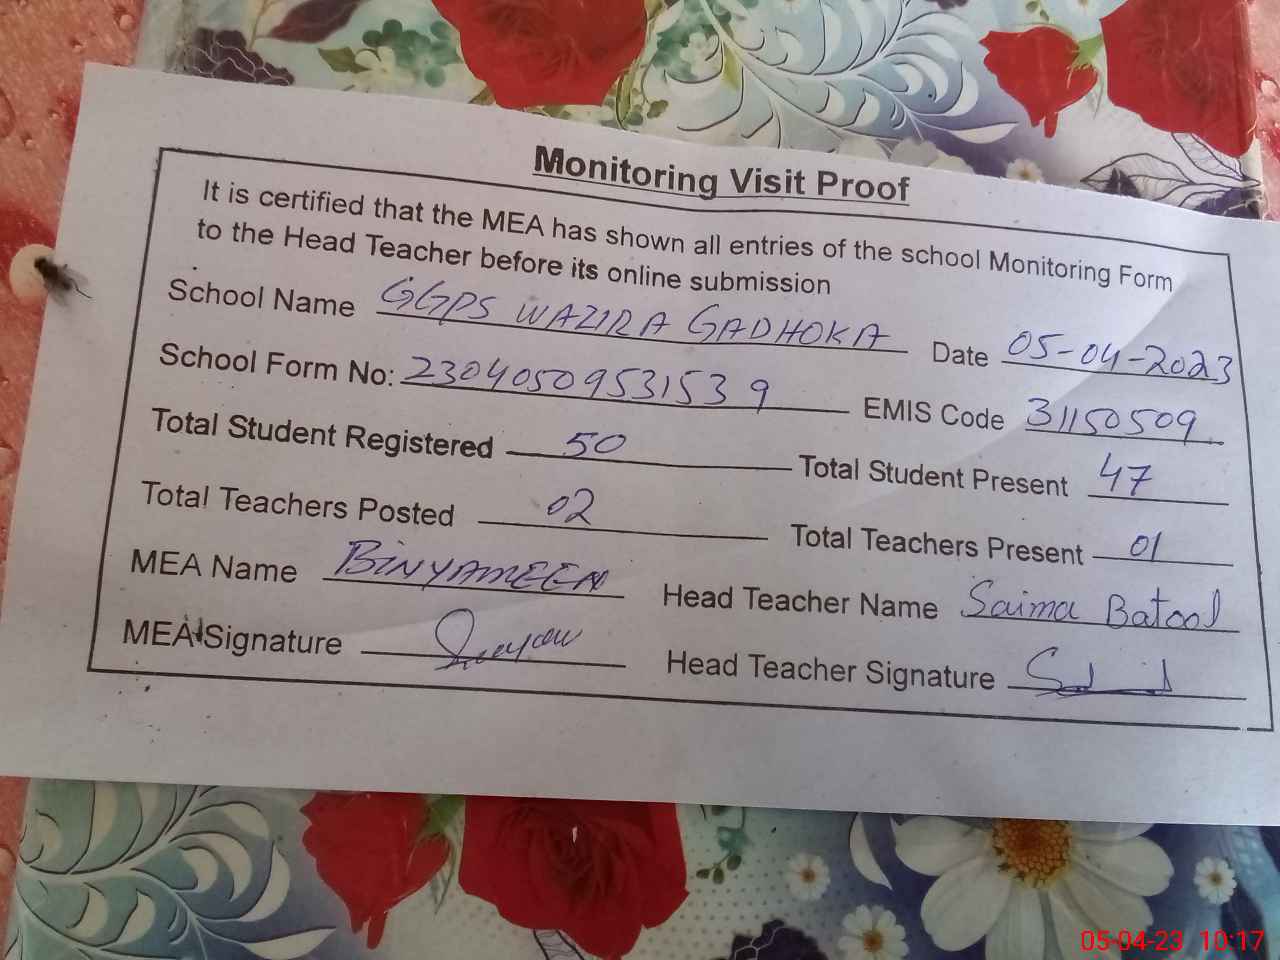 Monitoring Visit Proof
It is certified that the MEA has shown all entries of the school Monitoring Form
to the Head Teacher before its online submission
School Name GGPS WAZIRA GADHOKA Date 05-04-2023
School Form No: 23040509531539 EMIS Code 31150509
Total Student Registered 50 Total Student Present 47
Total Teachers Posted 02 Total Teachers Present 01
MEA Name BINYAMEEN Head Teacher Name Saima Batool
MEA Signature Head Teacher Signature
05-04-23 10:17